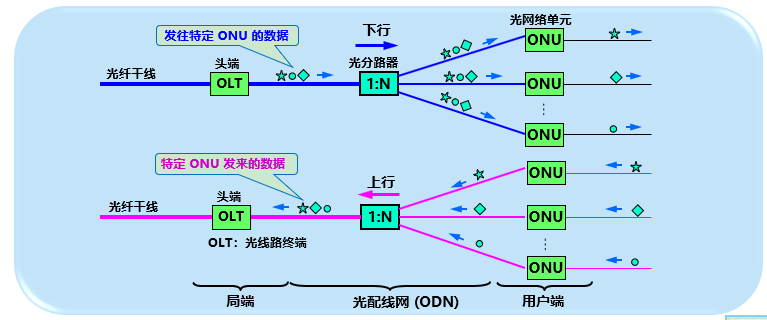 发往特定 ONU 的数据
下行
光网络单元
ONU
头端
光分路器
光纤干线
OLT
1:N
ONU
ONU
特定 ONU 发来的数据
上行
ONU
头端
光纤干线
OLT
1:N
ONU
OLT：光线路终端
ONU
局端
光配线网 (ODN)
用户端